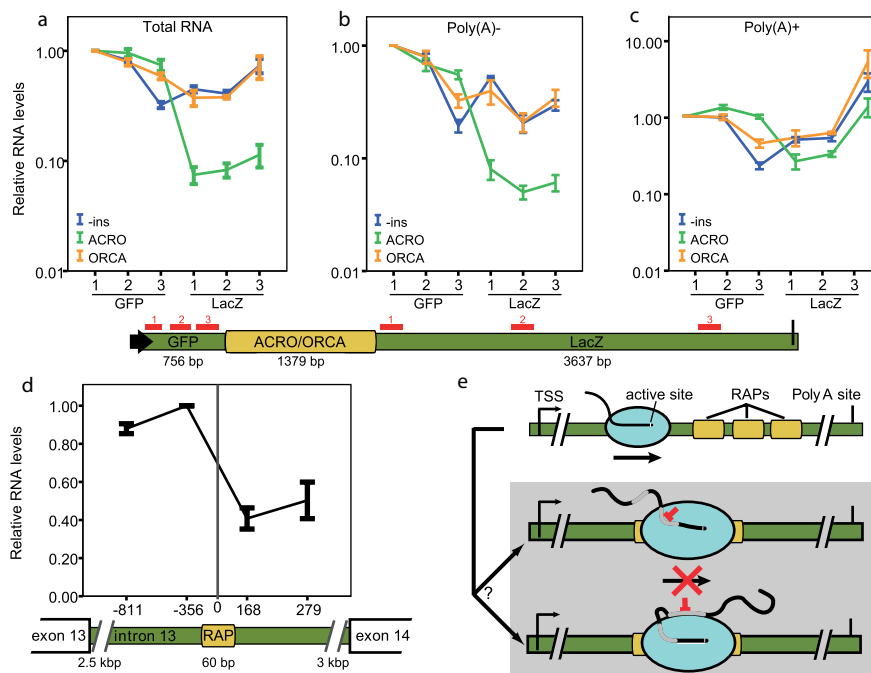 a
Total RNA
b
Poly(A)-
c
Poly(A)+
Relative RNA levels
1.00
0.10
0.01
-ins
ACRO
ORCA
1 2 3 1 2 3
GFP LacZ
1.00
0.10
0.01
-ins
ACRO
ORCA
1 2 3 1 2 3
GFP LacZ
10.00
1.00
0.10
0.01
-ins
ACRO
ORCA
1 2 3 1 2 3
GFP LacZ
1 2 3 1 2 3
GFP ACRO/ORCA LacZ
756 bp 1379 bp 3637 bp
d
Relative RNA levels
1.00
0.80
0.60
0.40
0.20
0.00
-811 -356 0 168 279
exon 13 intron 13 RAP exon 14
2.5 kbp 60 bp 3 kbp
e
TSS active site RAPs Poly A site
?